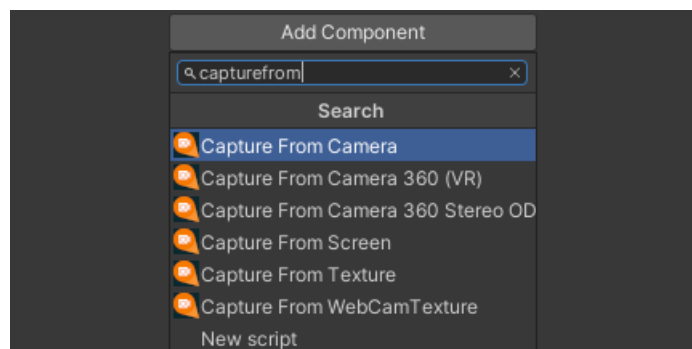 Add Component
capturefrom
Search
Capture From Camera
Capture From Camera 360 (VR)
Capture From Camera 360 Stereo OD
Capture From Screen
Capture From Texture
Capture From WebCamTexture
New script